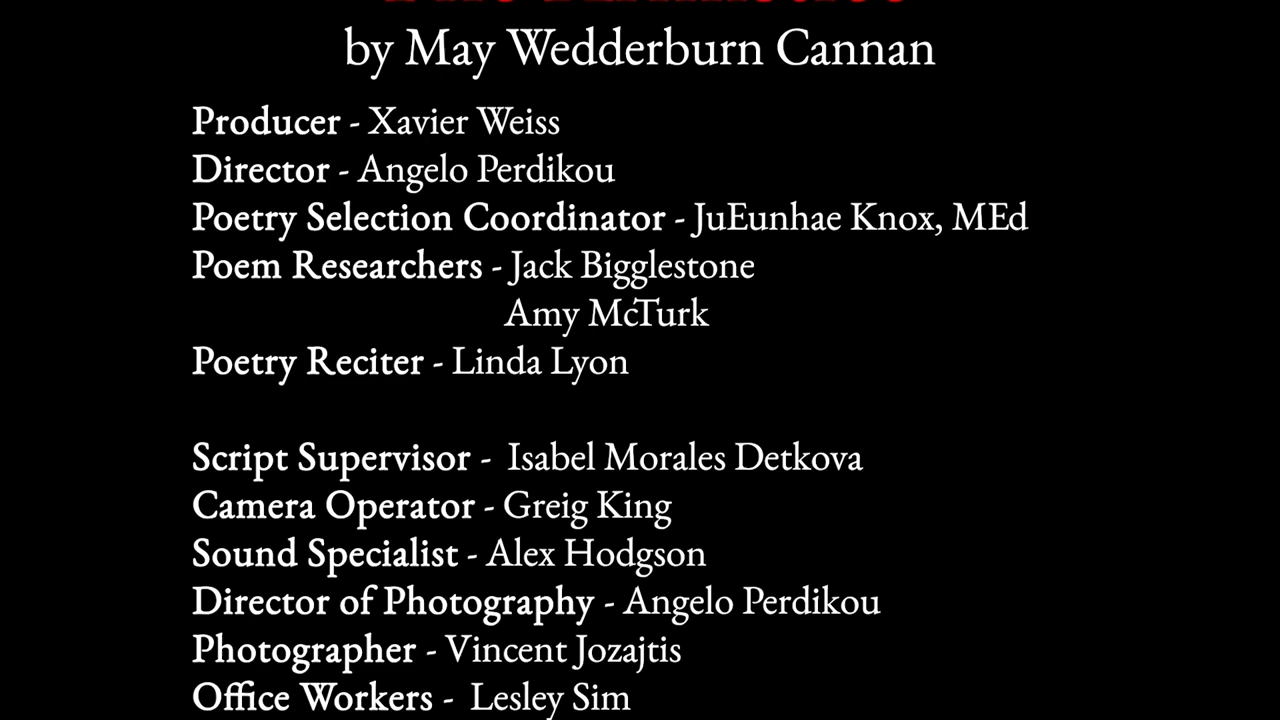 by May Wedderburn Cannan
Producer - Xavier Weiss
Director - Angelo Perdikou
Poetry Selection Coordinator - JuEunhae Knox, MEd
Poem Researchers - Jack Bigglestone
Amy McTurk
Poetry Reciter - Linda Lyon
Script Supervisor - Isabel Morales Detkova
Camera Operator - Greig King
Sound Specialist - Alex Hodgson
Director of Photography - Angelo Perdikou
Photographer - Vincent Jozajtis
Office Workers - Lesley Sim